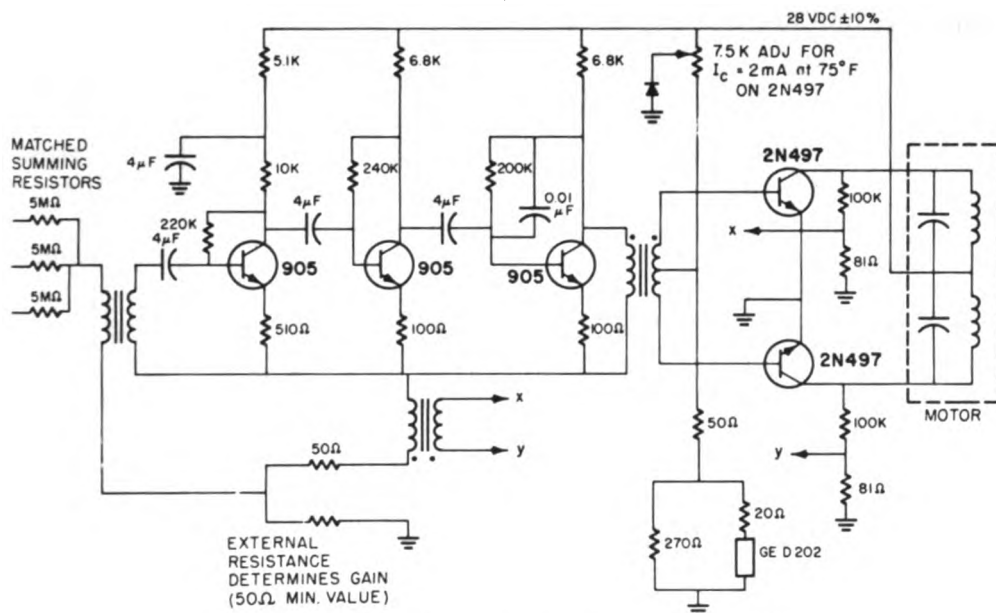 28 VDC ±10%
5.1K
6.8K
6.8K
7.5K ADJ FOR
I_C = 2mA at 75°F
ON 2N497
4μF
MATCHED
SUMMING
RESISTORS
10K
240K
200K
0.01
μF
2N497
100K
5MΩ
220K
4μF
4μF
4μF
x
81Ω
5MΩ
905
905
905
5MΩ
510Ω
100Ω
100Ω
2N497
MOTOR
x
50Ω
100K
50Ω
y
y
81Ω
20Ω
270Ω
GE D202
EXTERNAL
RESISTANCE
DETERMINES GAIN
(50Ω MIN. VALUE)